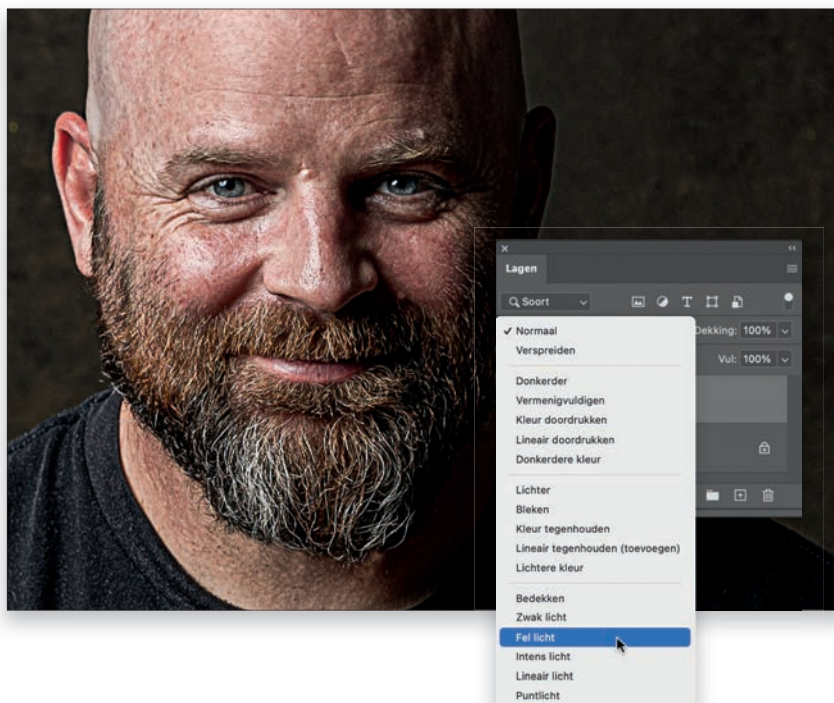 Lagen
Soort
Normaal
Dekking: 100%
Verspreiden
Vul: 100%
Donkerder
Vermenigvuldigen
Kleur doordrukken
Lineair doordrukken
Donkerdere kleur
Lichter
Bleken
Kleur tegenhouden
Lineair tegenhouden (toevoegen)
Lichtere kleur
Bedekken
Zwak licht
Fel licht
Intens licht
Lineair licht
Puntlicht